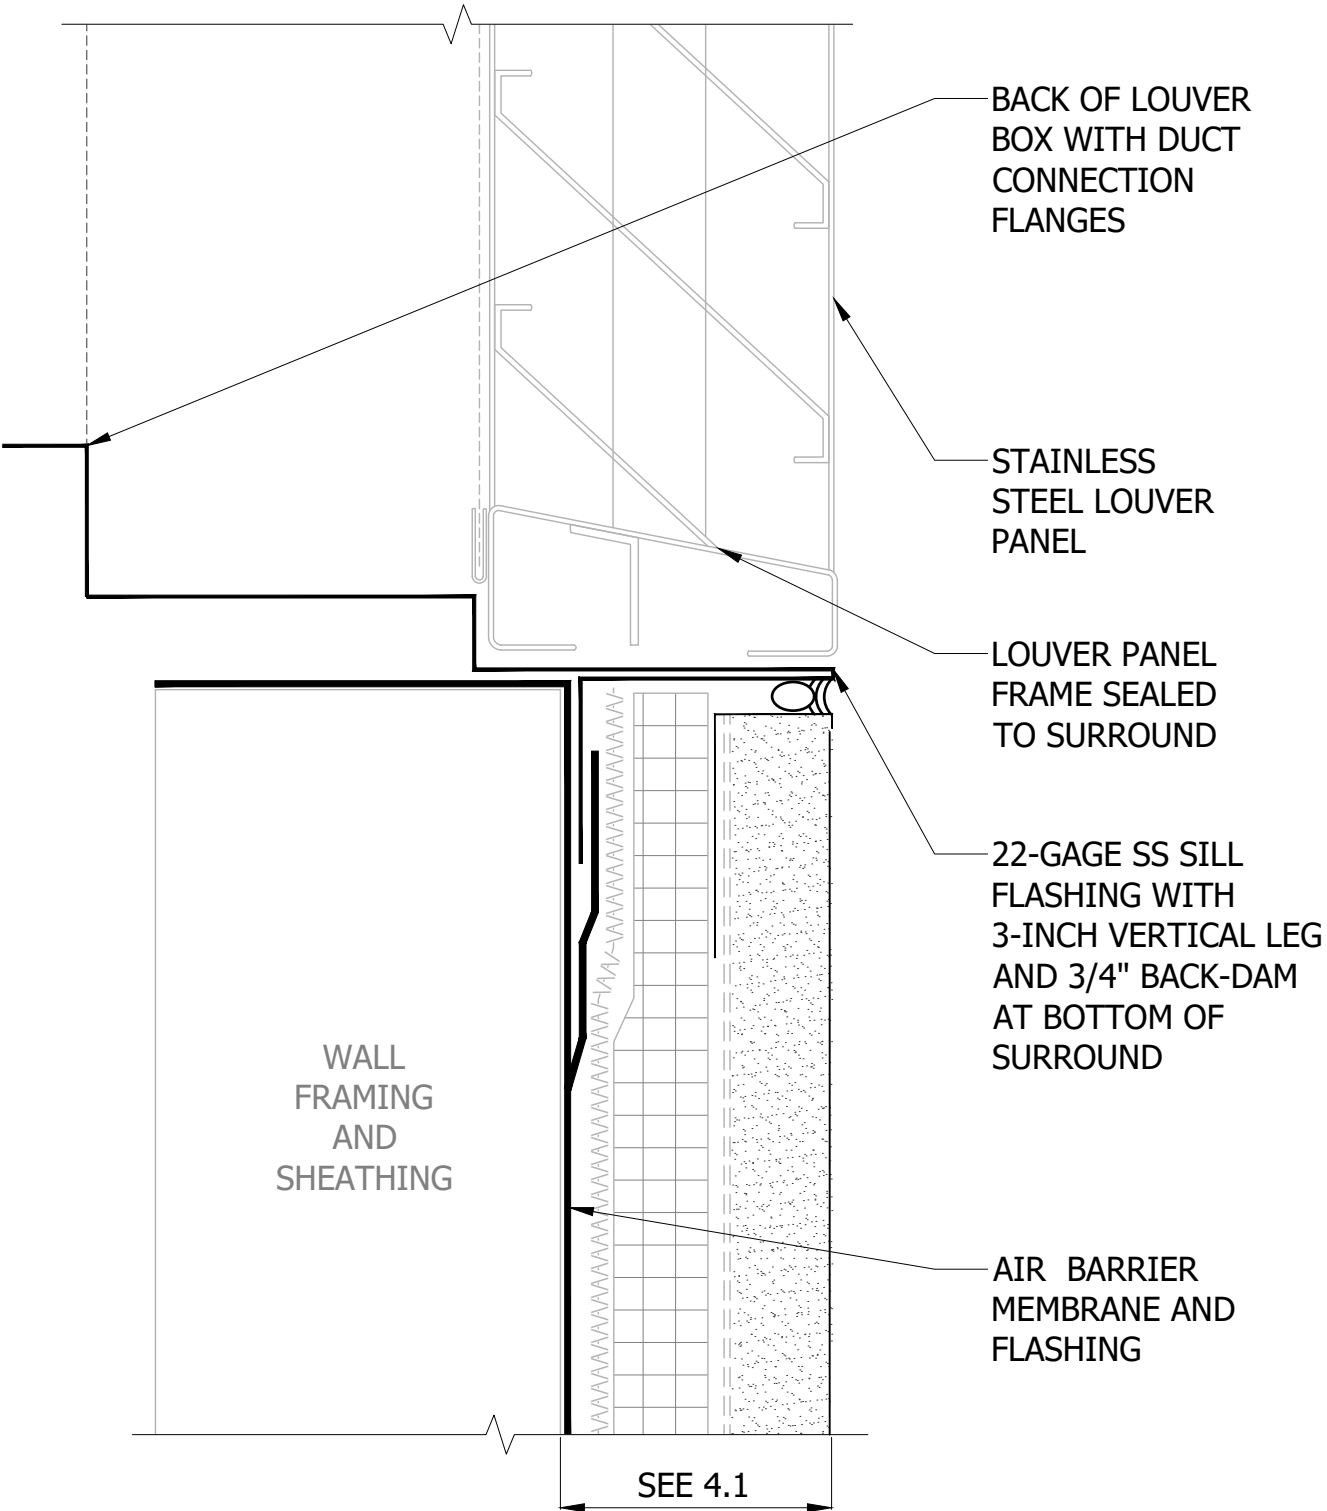 BACK OF LOUVER
BOX WITH DUCT
CONNECTION
FLANGES
STAINLESS
STEEL LOUVER
PANEL
LOUVER PANEL
FRAME SEALED
TO SURROUND
22-GAGE SS SILL
FLASHING WITH
3-INCH VERTICAL LEG
AND 3/4" BACK-DAM
AT BOTTOM OF
SURROUND
WALL
FRAMING
AND
SHEATHING
AIR BARRIER
MEMBRANE AND
FLASHING
SEE 4.1